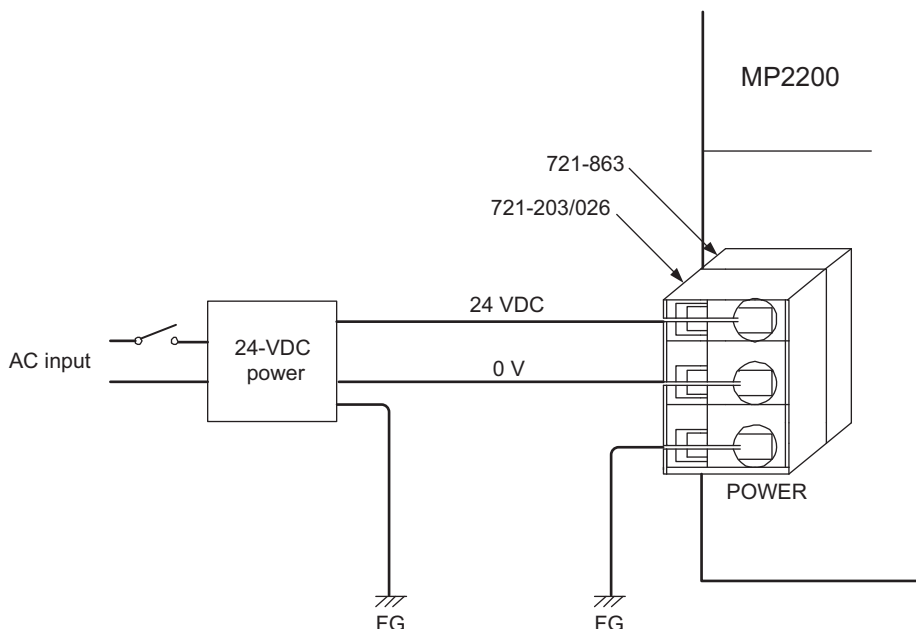 MP2200
721-863
721-203/026
24 VDC
AC input
24-VDC
power
0 V
POWER
FG
FG